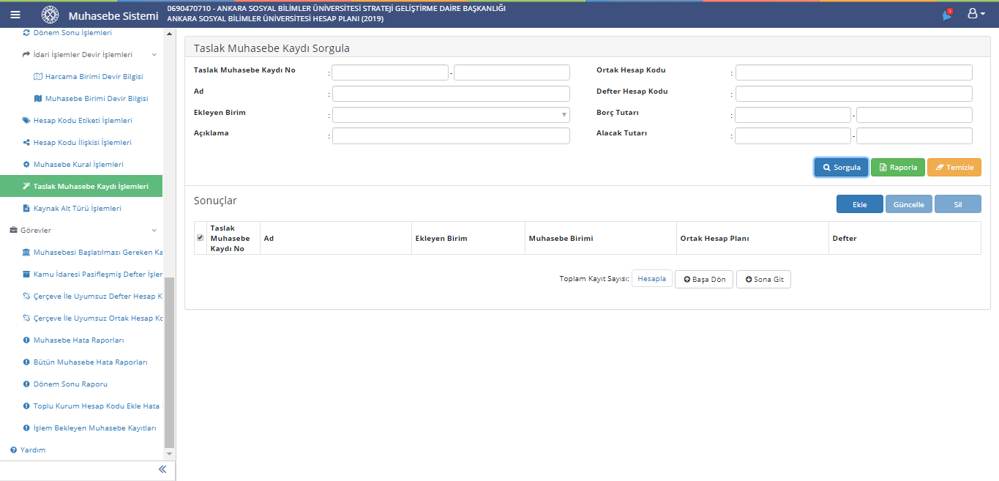 Muhasebe Sistemi
0690470710 - ANKARA SOSYAL BİLİMLER ÜNİVERSİTESİ STRATEJİ GELİŞTİRME DAİRE BAŞKANLIĞI
ANKARA SOSYAL BİLİMLER ÜNİVERSİTESİ HESAP PLANI (2019)
1
Dönem Sonu İşlemleri
İdari İşlemler Devir İşlemleri
Harcama Birimi Devir Bilgisi
Muhasebe Birimi Devir Bilgisi
Hesap Kodu Etiketi İşlemleri
Hesap Kodu İlişkisi İşlemleri
Muhasebe Kural İşlemleri
Taslak Muhasebe Kaydı İşlemleri
Kaynak Alt Türü İşlemleri
Görevler
Muhasebesi Başlatılması Gereken Ka
Kamu İdaresi Pasifleşmiş Defter İşler
Çerçeve İle Uyumsuz Defter Hesap K
Çerçeve İle Uyumsuz Ortak Hesap Ko
Muhasebe Hata Raporları
Bütün Muhasebe Hata Raporları
Dönem Sonu Raporu
Toplu Kurum Hesap Kodu Ekle Hata
İşlem Bekleyen Muhasebe Kayıtları
Yardım
Taslak Muhasebe Kaydı Sorgula
Taslak Muhasebe Kaydı No : -
Ad :
Ekleyen Birim :
Açıklama :
Ortak Hesap Kodu :
Defter Hesap Kodu :
Borç Tutarı : -
Alacak Tutarı : -
Sorgula Raporla Temizle
Sonuçlar
Ekle Güncelle Sil
Taslak Muhasebe Kaydı No Ad Ekleyen Birim Muhasebe Birimi Ortak Hesap Planı Defter
Toplam Kayıt Sayısı: Hesapla Başa Dön Sona Git